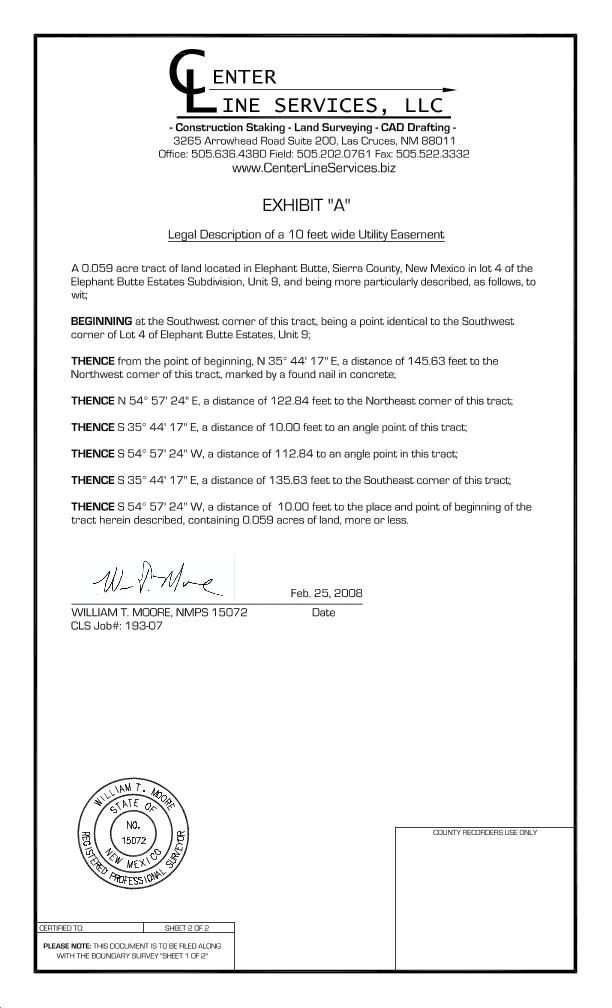 CENTER
LINE SERVICES, LLC
- Construction Staking - Land Surveying - CAD Drafting -
3265 Arrowhead Road Suite 200, Las Cruces, NM 88011
Office: 505.636.4380 Field: 505.202.0761 Fax: 505.522.3332
www.CenterLineServices.biz
EXHIBIT "A"
Legal Description of a 10 feet wide Utility Easement
A 0.059 acre tract of land located in Elephant Butte, Sierra County, New Mexico in lot 4 of the
Elephant Butte Estates Subdivision, Unit 9, and being more particularly described, as follows, to
wit;
BEGINNING at the Southwest corner of this tract, being a point identical to the Southwest
corner of Lot 4 of Elephant Butte Estates, Unit 9;
THENCE from the point of beginning, N 35° 44' 17" E, a distance of 145.63 feet to the
Northwest corner of this tract, marked by a found nail in concrete;
THENCE N 54° 57' 24" E, a distance of 122.84 feet to the Northeast corner of this tract;
THENCE S 35° 44' 17" E, a distance of 10.00 feet to an angle point of this tract;
THENCE S 54° 57' 24" W, a distance of 112.84 to an angle point in this tract;
THENCE S 35° 44' 17" E, a distance of 135.63 feet to the Southeast corner of this tract;
THENCE S 54° 57' 24" W, a distance of 10.00 feet to the place and point of beginning of the
tract herein described, containing 0.059 acres of land, more or less.
Feb. 25, 2008
WILLIAM T. MOORE, NMPS 15072 Date
CLS Job#: 193-07
WILLIAM T. MOORE
STATE OF
NO.
15072
NEW MEXICO
REGISTERED PROFESSIONAL SURVEYOR
COUNTY RECORDERS USE ONLY
CERTIFIED TO: SHEET 2 OF 2
PLEASE NOTE: THIS DOCUMENT IS TO BE FILED ALONG
WITH THE BOUNDARY SURVEY "SHEET 1 OF 2"